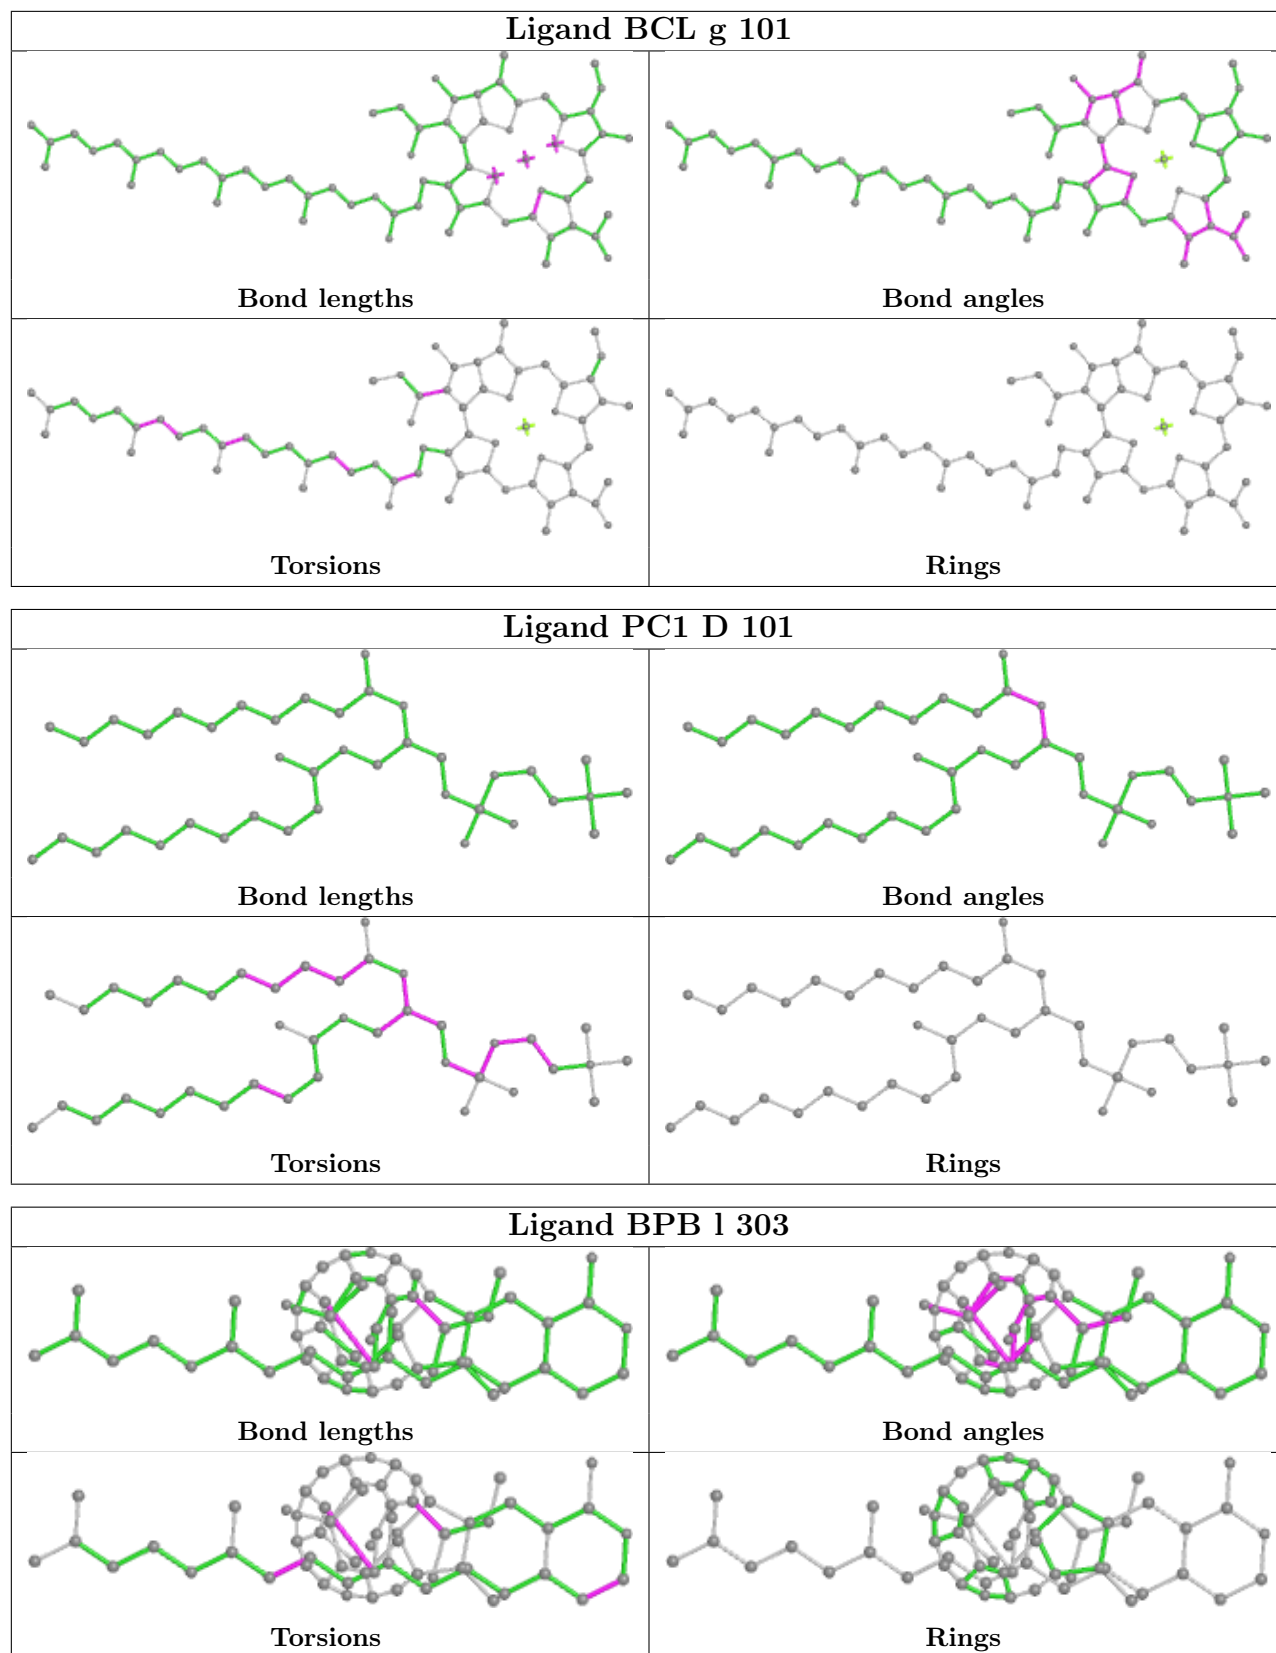 Ligand BCL g 101
Bond lengths
Bond angles
Torsions
Rings
Ligand PC1 D 101
Bond lengths
Bond angles
Torsions
Rings
Ligand BPB l 303
Bond lengths
Bond angles
Torsions
Rings